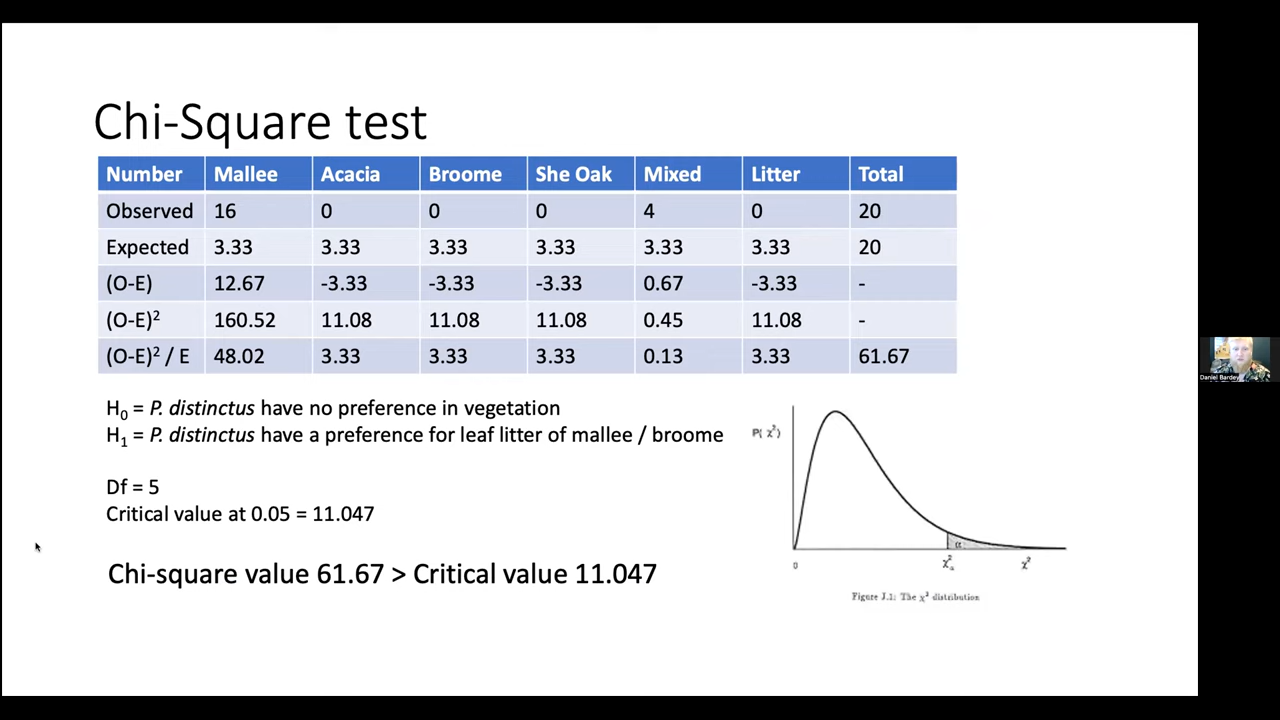 Chi-Square test
Number Mallee Acacia Broome She Oak Mixed Litter Total
Observed 16 0 0 0 4 0 20
Expected 3.33 3.33 3.33 3.33 3.33 3.33 20
(O-E) 12.67 -3.33 -3.33 -3.33 0.67 -3.33 -
(O-E)² 160.52 11.08 11.08 11.08 0.45 11.08 -
(O-E)² / E 48.02 3.33 3.33 3.33 0.13 3.33 61.67
H₀ = P. distinctus have no preference in vegetation
H₁ = P. distinctus have a preference for leaf litter of mallee / broome
Df = 5
Critical value at 0.05 = 11.047
Chi-square value 61.67 > Critical value 11.047
P( χ²)
α
0 χ²α χ²
Figure J.1: The χ² distribution
Daniel Bardey